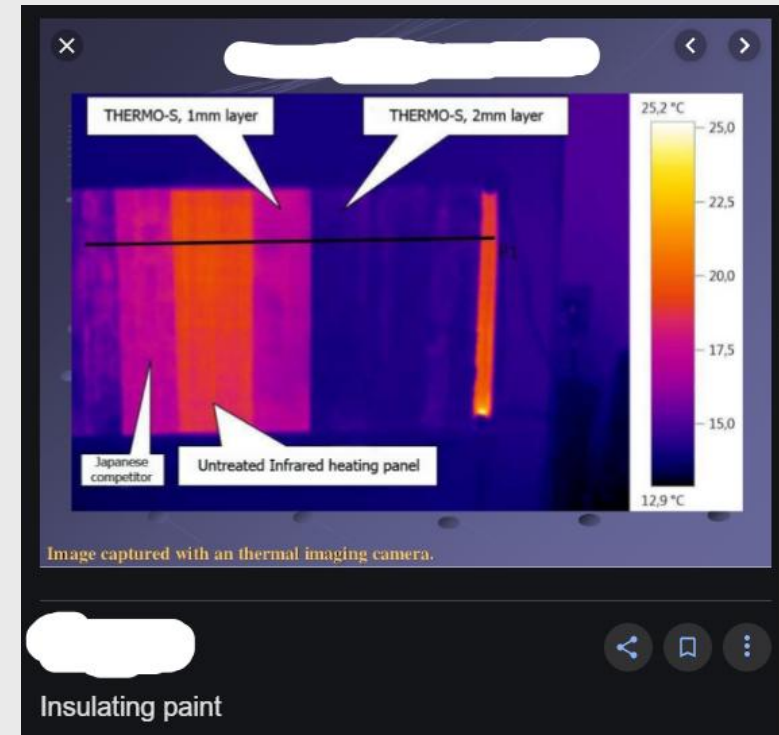 THERMO-S, 1mm layer
THERMO-S, 2mm layer
25,2 °C
25,0
22,5
20,0
17,5
15,0
12,9 °C
Japanese
competitor
Untreated Infrared heating panel
Image captured with an thermal imaging camera.
Insulating paint